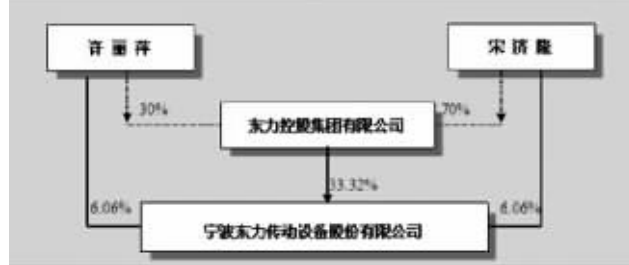 许 丽 萍
宋 济 隆
30%
70%
东力控股集团有限公司
33.32%
6.06%
6.06%
宁波东力传动设备股份有限公司